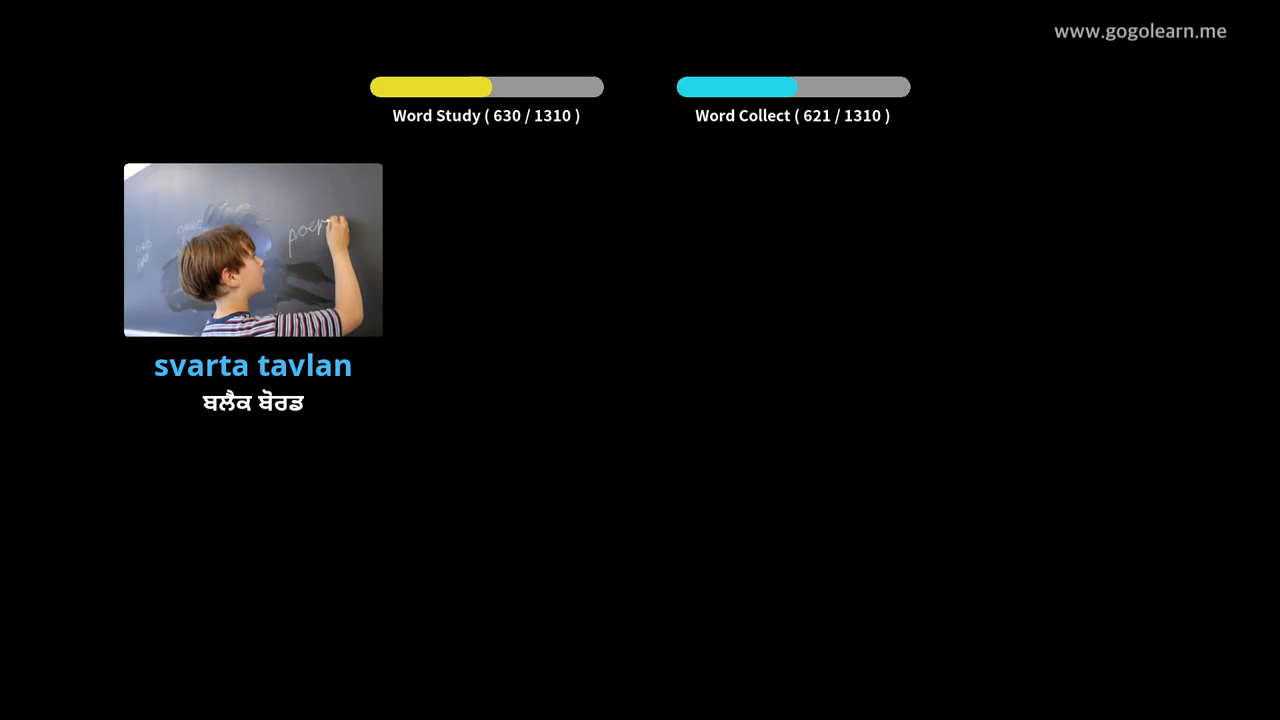 www.gogolearn.me
Word Study ( 630 / 1310 )
Word Collect ( 621 / 1310 )
svarta tavlan
ਬਲੈਕ ਬੋਰਡ